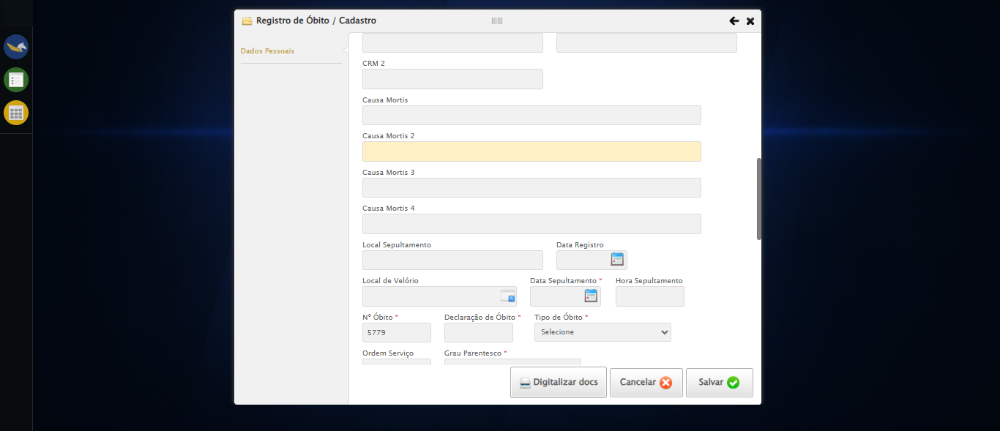 Registro de Óbito / Cadastro
Dados Pessoais
CRM 2
Causa Mortis
Causa Mortis 2
Causa Mortis 3
Causa Mortis 4
Local Sepultamento Data Registro
Local de Velório Data Sepultamento * Hora Sepultamento
Nº Óbito * Declaração de Óbito * Tipo de Óbito *
5779 Selecione
Ordem Serviço Grau Parentesco *
Digitalizar docs Cancelar Salvar